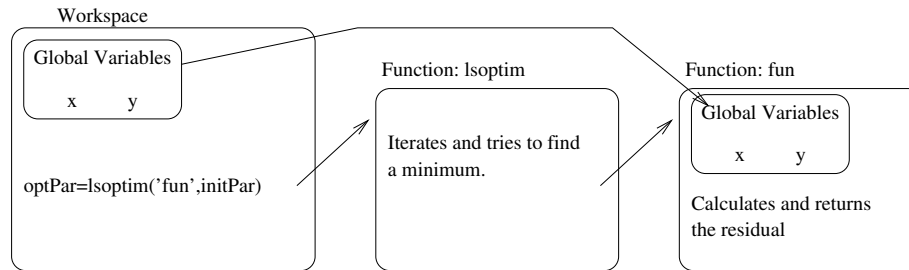 Workspace
Global Variables
x y
optPar=lsoptim('fun',initPar)
Function: lsoptim
Iterates and tries to find
a minimum.
Function: fun
Global Variables
x y
Calculates and returns
the residual